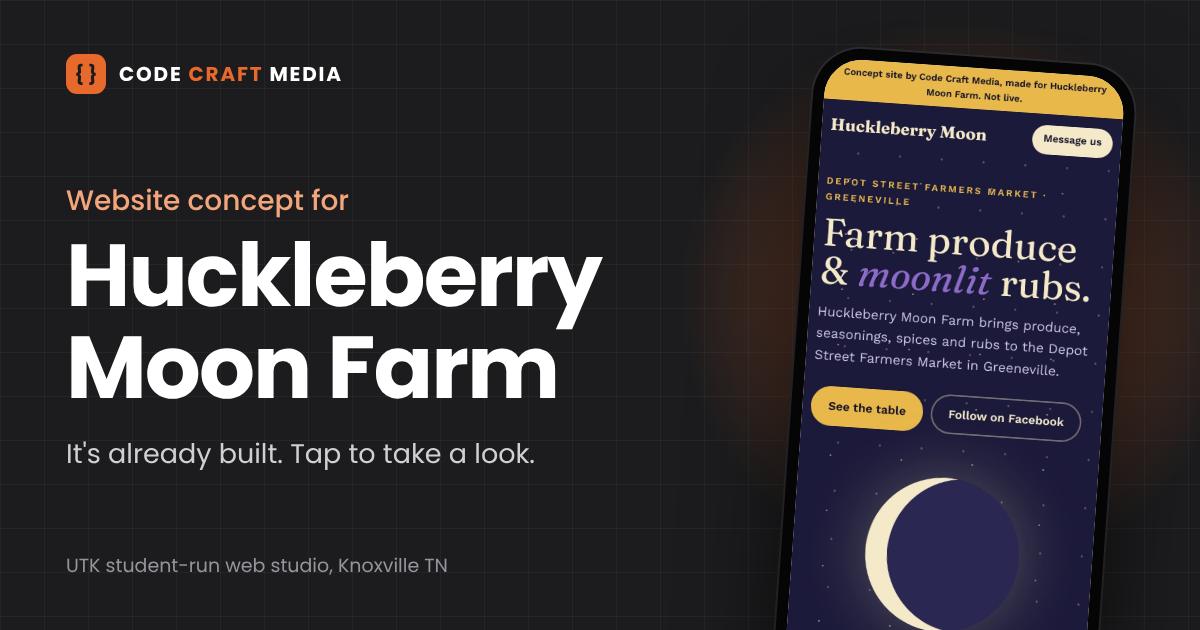 { } CODE CRAFT MEDIA
Website concept for
Huckleberry
Moon Farm
It's already built. Tap to take a look.
UTK student-run web studio, Knoxville TN
Concept site by Code Craft Media, made for Huckleberry
Moon Farm. Not live.
Huckleberry Moon
Message us
DEPOT STREET FARMERS MARKET ·
GREENEVILLE
Farm produce
& moonlit rubs.
Huckleberry Moon Farm brings produce,
seasonings, spices and rubs to the Depot
Street Farmers Market in Greeneville.
See the table
Follow on Facebook